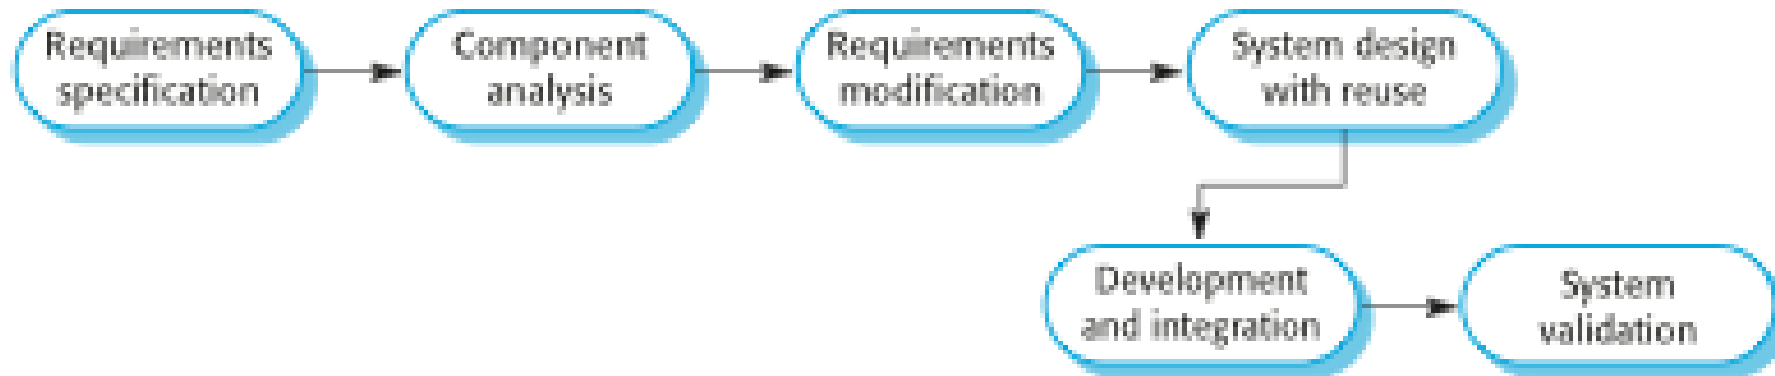 Requirements
specification
Component
analysis
Requirements
modification
System design
with reuse
Development
and integration
System
validation